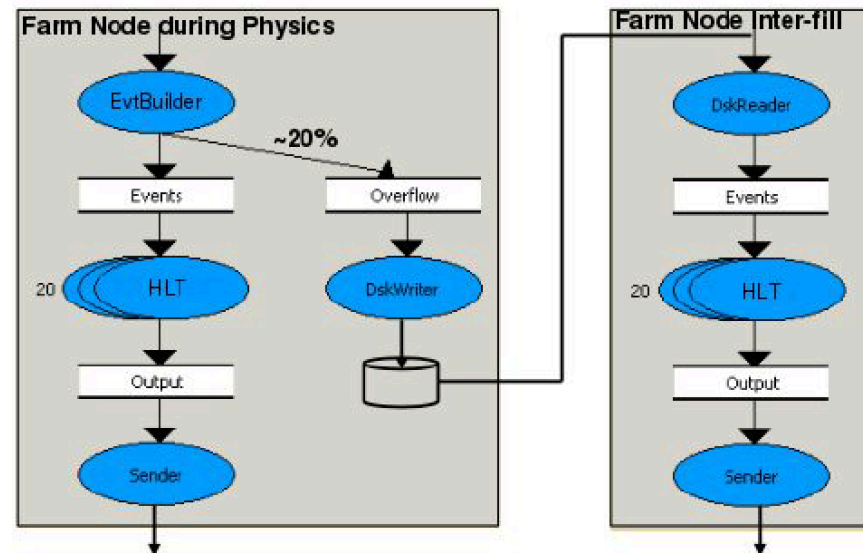 Farm Node during Physics
EvtBuilder
~20%
Events
Overflow
20
HLT
DskWriter
Output
Sender
Farm Node Inter-fill
DskReader
Events
20
HLT
Output
Sender